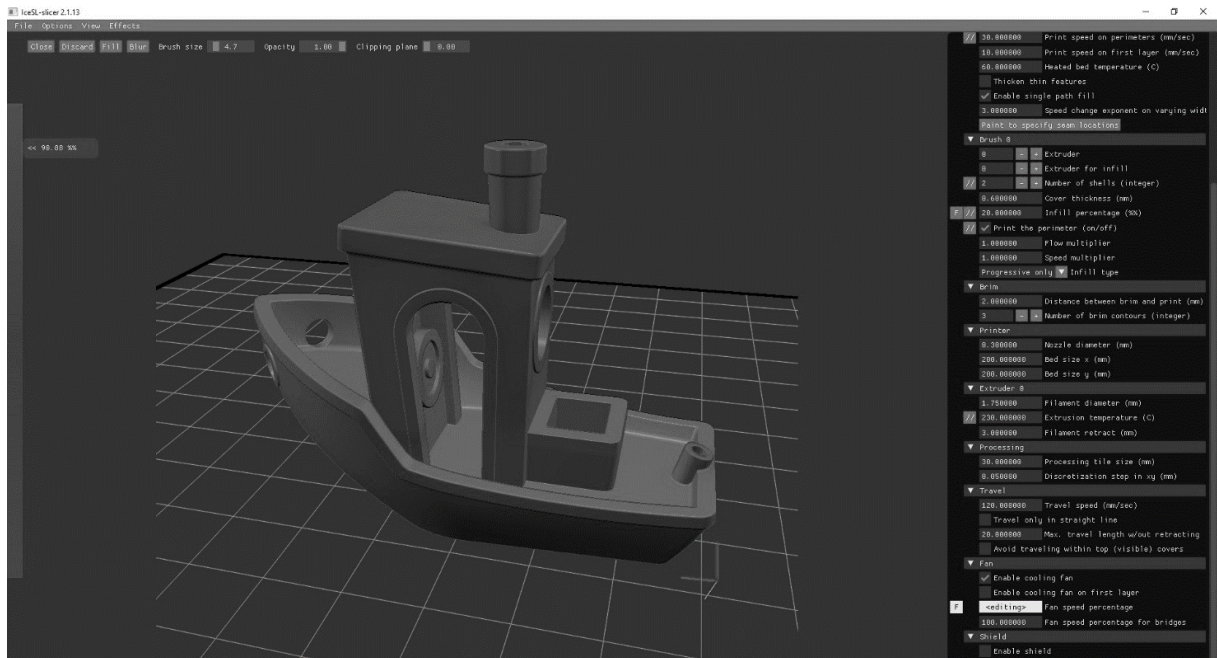 IceSL-slicer 2.1.13
File Options View Effects
Close Discard Fill Blur Brush size 4.7 Opacity 1.00 Clipping plane 0.00
<< 90.00 %%
// 30.000000 Print speed on perimeters (mm/sec)
10.000000 Print speed on first layer (mm/sec)
60.000000 Heated bed temperature (C)
Thicken thin features
Enable single path fill
3.000000 Speed change exponent on varying widt
Paint to specify seam locations
Brush 0
0 - + Extruder
0 - + Extruder for infill
// 2 - + Number of shells (integer)
0.600000 Cover thickness (mm)
F // 20.000000 Infill percentage (%%)
// Print the perimeter (on/off)
1.000000 Flow multiplier
1.000000 Speed multiplier
Progressive only Infill type
Brim
2.000000 Distance between brim and print (mm)
3 - + Number of brim contours (integer)
Printer
0.380000 Nozzle diameter (mm)
200.000000 Bed size x (mm)
200.000000 Bed size y (mm)
Extruder 0
1.750000 Filament diameter (mm)
// 230.000000 Extrusion temperature (C)
3.000000 Filament retract (mm)
Processing
30.000000 Processing tile size (mm)
0.050000 Discretization step in xy (mm)
Travel
120.000000 Travel speed (mm/sec)
Travel only in straight line
20.000000 Max. travel length w/out retracting
Avoid traveling within top (visible) covers
Fan
Enable cooling fan
Enable cooling fan on first layer
F <editing> Fan speed percentage
100.000000 Fan speed percentage for bridges
Shield
Enable shield